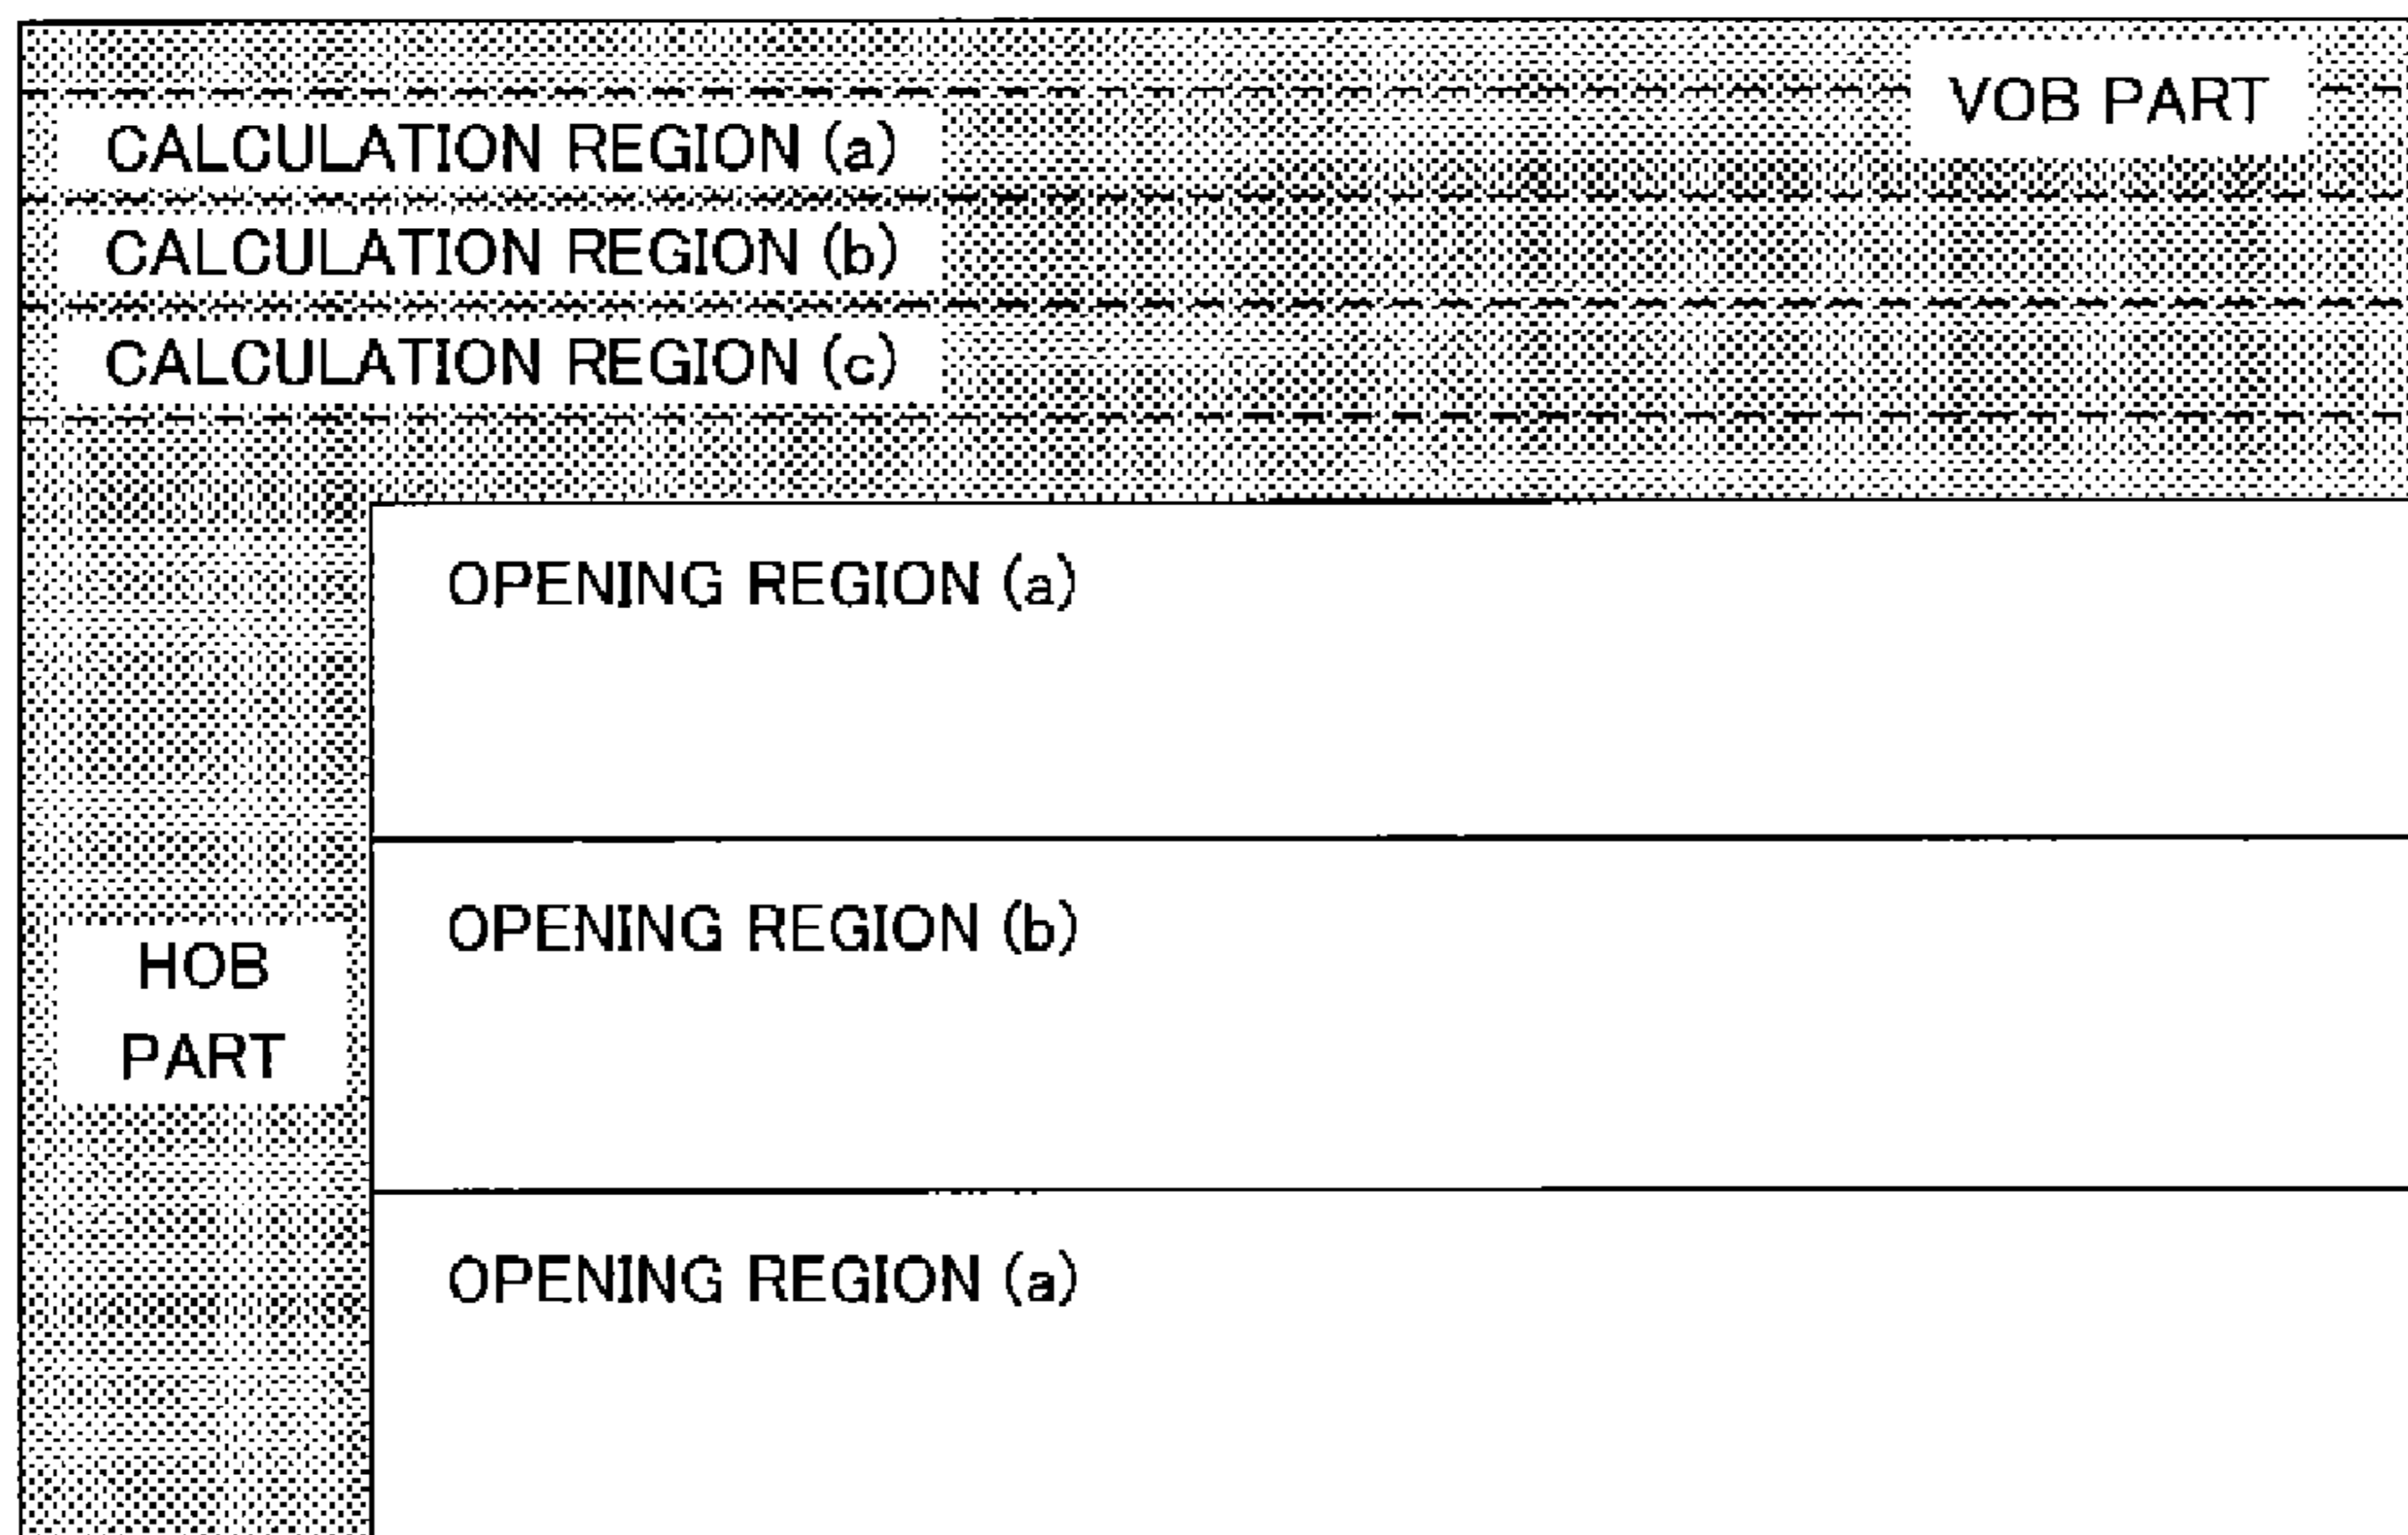 VOB PART
CALCULATION REGION (a)
CALCULATION REGION (b)
CALCULATION REGION (c)
OPENING REGION (a)
OPENING REGION (b)
HOB
PART
OPENING REGION (a)